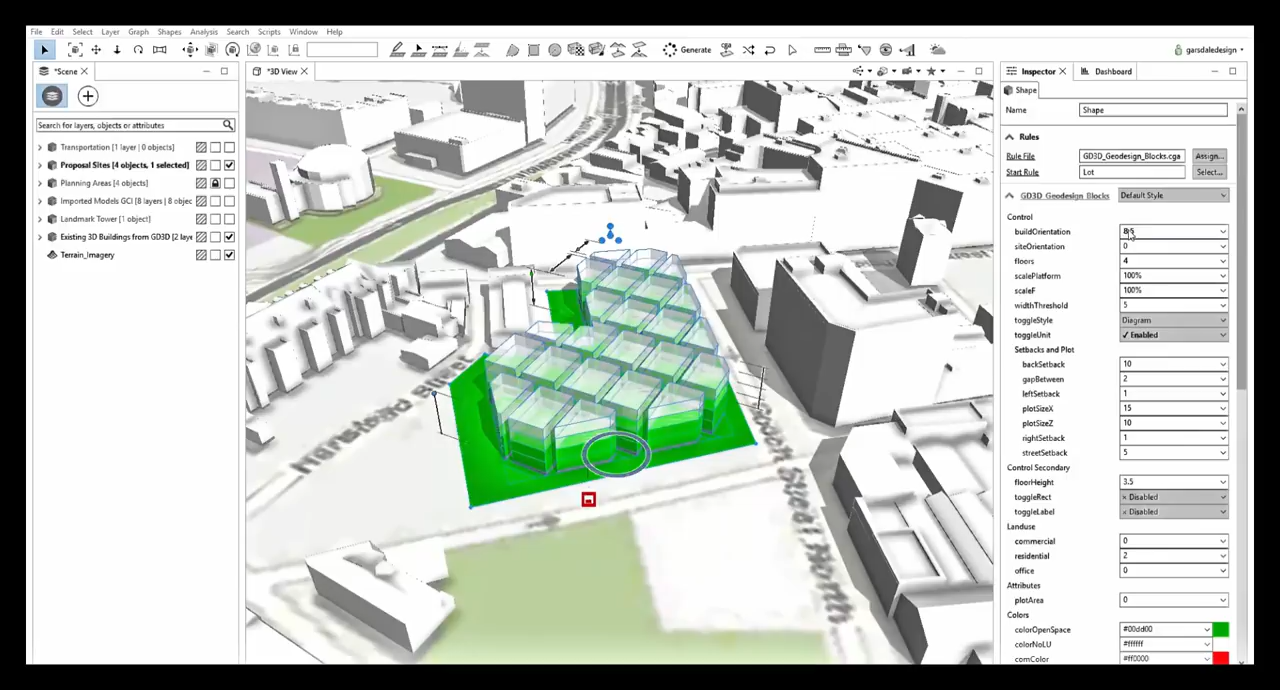 File Edit Select Layer Graph Shapes Analysis Search Scripts Window Help
Generate
garsdaledesign
*Scene
*3D View
Inspector Dashboard
Search for layers, objects or attributes
Transportation [1 layer | 0 objects]
Proposal Sites [4 objects, 1 selected]
Planning Areas [4 objects]
Imported Models GCI [8 layers | 8 objec
Landmark Tower [1 object]
Existing 3D Buildings from GD3D [2 laye
Terrain_Imagery
Shape
Name Shape
Rules
Rule File GD3D_Geodesign_Blocks.cga Assign...
Start Rule Lot Select...
GD3D_Geodesign_Blocks Default Style
Control
buildOrientation
siteOrientation 0
floors 4
scalePlatform 100%
scaleF 100%
widthThreshold 5
toggleStyle Diagram
toggleUnit ✓ Enabled
Setbacks and Plot
backSetback 10
gapBetween 2
leftSetback 1
plotSizeX 15
plotSizeZ 10
rightSetback 1
streetSetback 5
Control Secondary
floorHeight 3.5
toggleRect × Disabled
toggleLabel × Disabled
Landuse
commercial 0
residential 2
office 0
Attributes
plotArea 0
Colors
colorOpenSpace #00dd00
colorNoLU #ffffff
comColor #ff0000